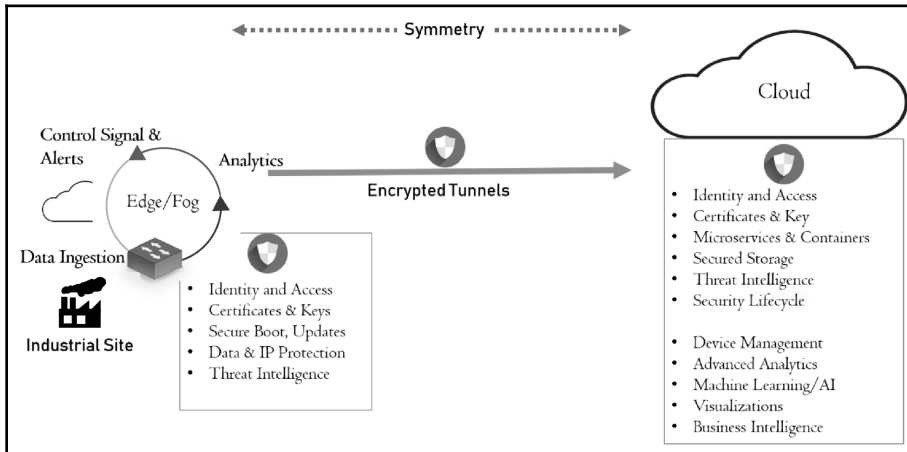 Symmetry
Cloud
Control Signal &
Alerts
Analytics
Edge/Fog
Encrypted Tunnels
Data Ingestion
Industrial Site
• Identity and Access
• Certificates & Keys
• Secure Boot, Updates
• Data & IP Protection
• Threat Intelligence
• Identity and Access
• Certificates & Key
• Microservices & Containers
• Secured Storage
• Threat Intelligence
• Security Lifecycle
• Device Management
• Advanced Analytics
• Machine Learning/AI
• Visualizations
• Business Intelligence